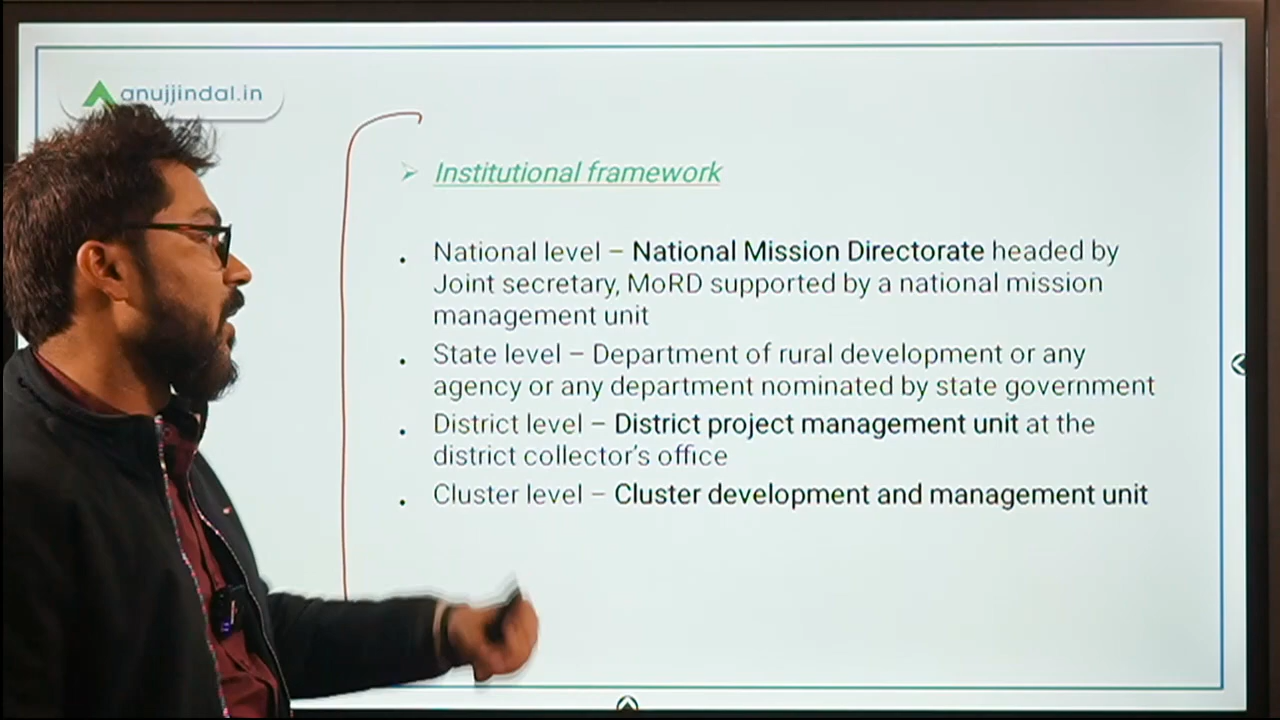 anujjindal.in
➢ Institutional framework
. National level – National Mission Directorate headed by
Joint secretary, MoRD supported by a national mission
management unit
. State level – Department of rural development or any
agency or any department nominated by state government
. District level – District project management unit at the
district collector's office
. Cluster level – Cluster development and management unit